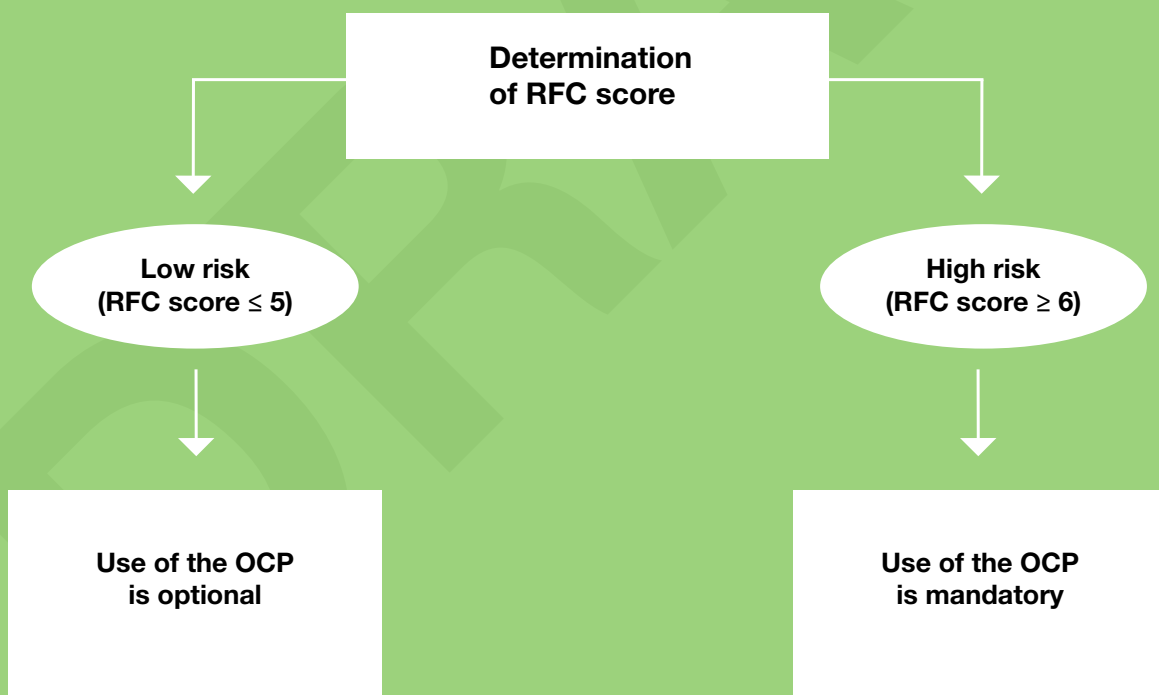 Determination
of RFC score
Low risk
(RFC score ≤ 5)
High risk
(RFC score ≥ 6)
Use of the OCP
is optional
Use of the OCP
is mandatory